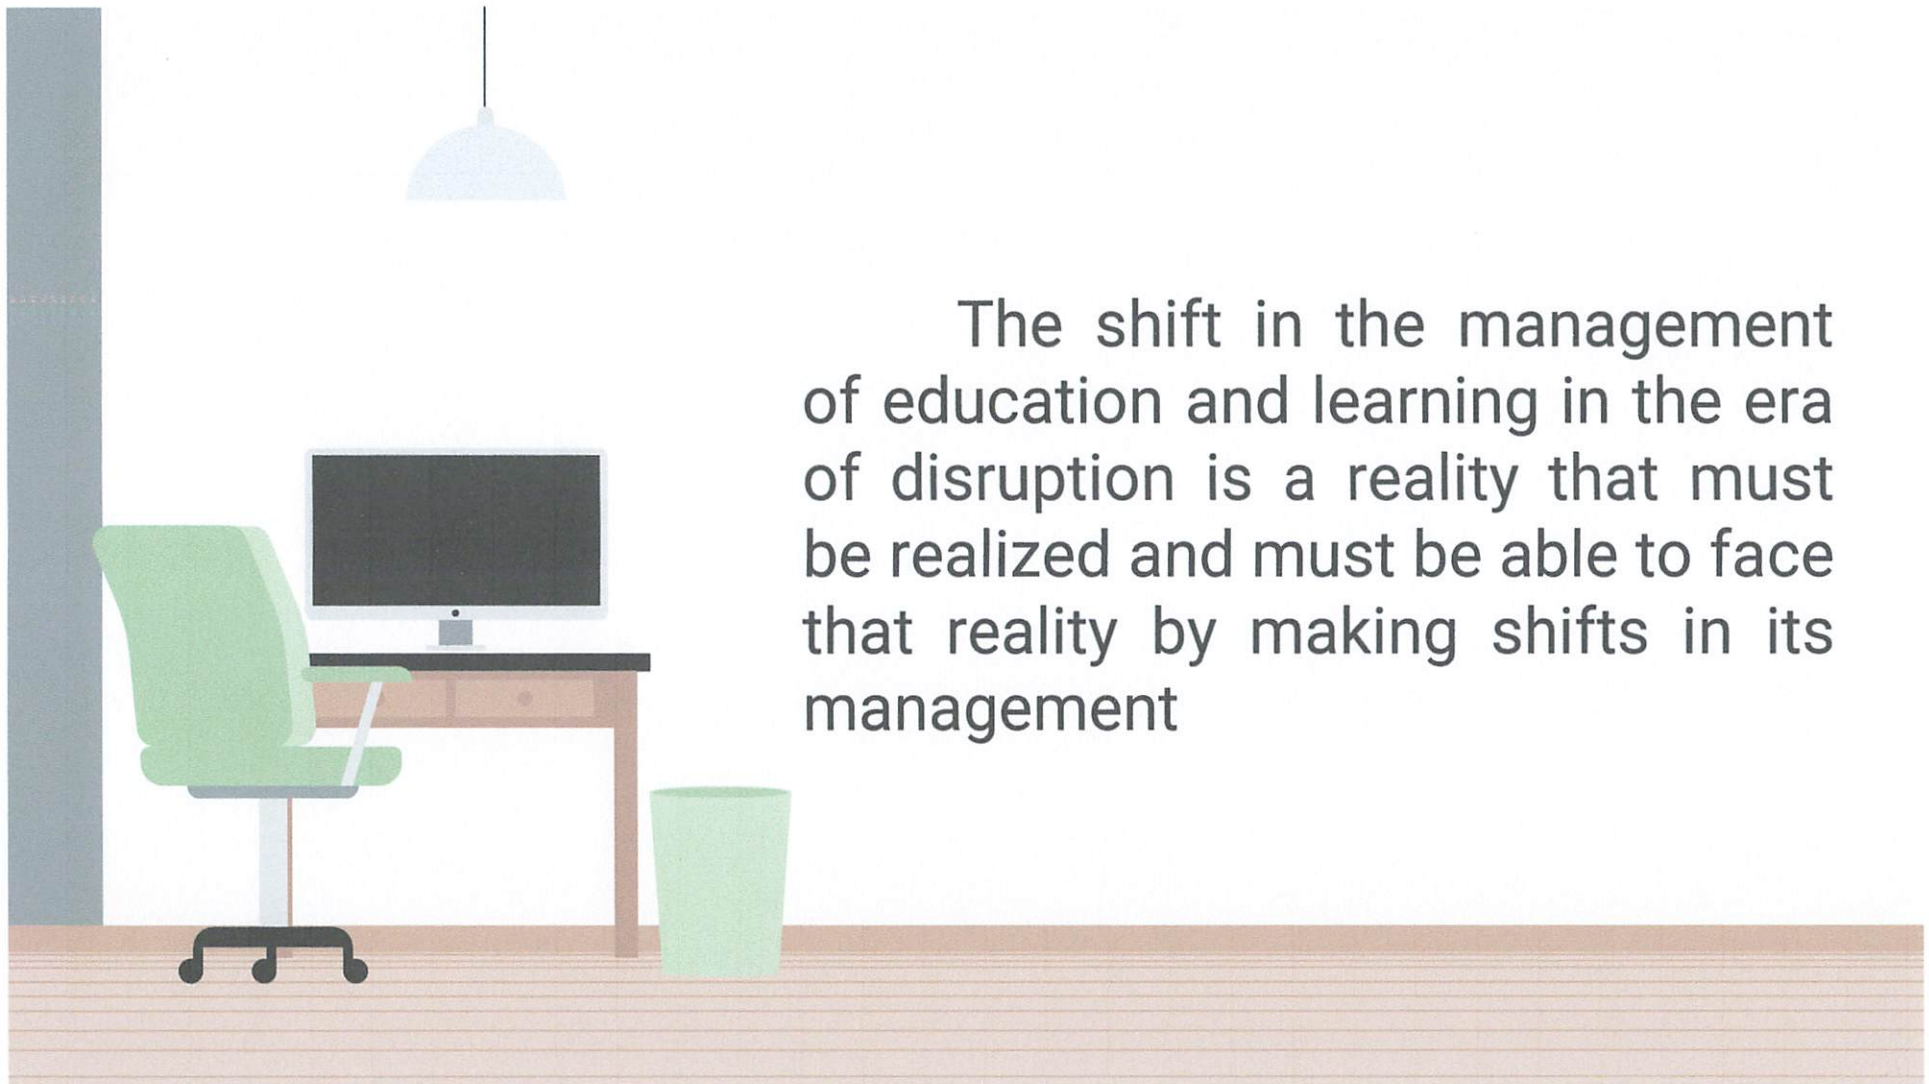 The shift in the management
of education and learning in the era
of disruption is a reality that must
be realized and must be able to face
that reality by making shifts in its
management